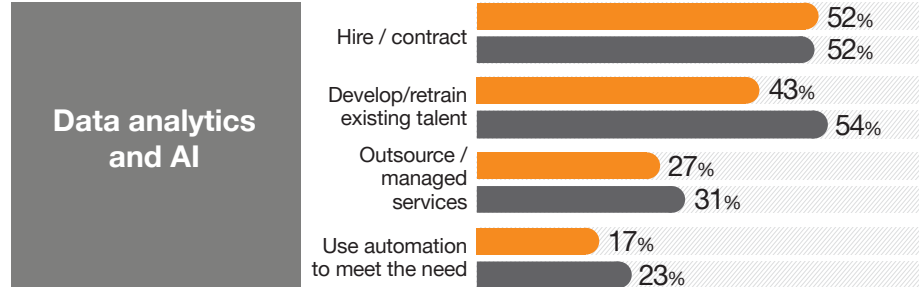 Data analytics
and AI
Hire / contract
52%
52%
Develop/retrain
existing talent
43%
54%
Outsource /
managed
services
27%
31%
Use automation
to meet the need
17%
23%